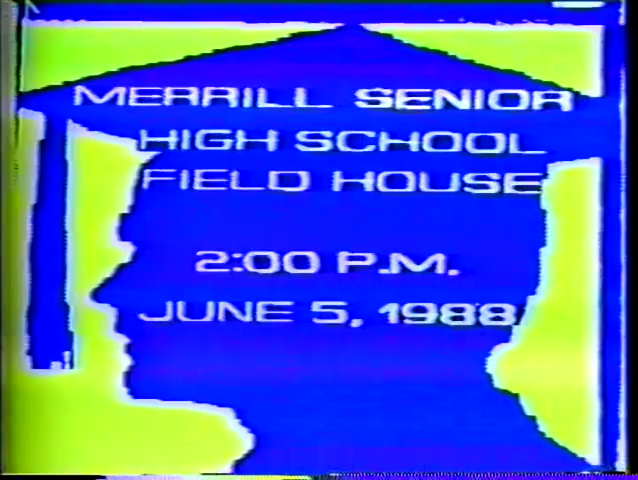 MERRILL SENIOR
HIGH SCHOOL
FIELD HOUSE
2:00 P.M.
JUNE 5, 1988